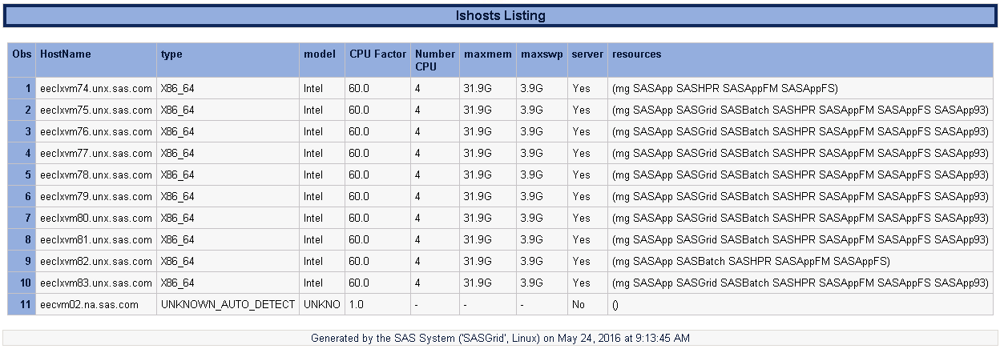 lshosts Listing
Obs HostName type model CPU Factor Number CPU maxmem maxswp server resources
1 eeclxvm74.unx.sas.com X86_64 Intel 60.0 4 31.9G 3.9G Yes (mg SASApp SASHPR SASAppFM SASAppFS)
2 eeclxvm75.unx.sas.com X86_64 Intel 60.0 4 31.9G 3.9G Yes (mg SASApp SASGrid SASBatch SASHPR SASAppFM SASAppFS SASApp93)
3 eeclxvm76.unx.sas.com X86_64 Intel 60.0 4 31.9G 3.9G Yes (mg SASApp SASGrid SASBatch SASHPR SASAppFM SASAppFS SASApp93)
4 eeclxvm77.unx.sas.com X86_64 Intel 60.0 4 31.9G 3.9G Yes (mg SASApp SASGrid SASBatch SASHPR SASAppFM SASAppFS SASApp93)
5 eeclxvm78.unx.sas.com X86_64 Intel 60.0 4 31.9G 3.9G Yes (mg SASApp SASGrid SASBatch SASHPR SASAppFM SASAppFS SASApp93)
6 eeclxvm79.unx.sas.com X86_64 Intel 60.0 4 31.9G 3.9G Yes (mg SASApp SASGrid SASBatch SASHPR SASAppFM SASAppFS SASApp93)
7 eeclxvm80.unx.sas.com X86_64 Intel 60.0 4 31.9G 3.9G Yes (mg SASApp SASGrid SASBatch SASHPR SASAppFM SASAppFS SASApp93)
8 eeclxvm81.unx.sas.com X86_64 Intel 60.0 4 31.9G 3.9G Yes (mg SASApp SASGrid SASBatch SASHPR SASAppFM SASAppFS SASApp93)
9 eeclxvm82.unx.sas.com X86_64 Intel 60.0 4 31.9G 3.9G Yes (mg SASApp SASBatch SASHPR SASAppFM SASAppFS)
10 eeclxvm83.unx.sas.com X86_64 Intel 60.0 4 31.9G 3.9G Yes (mg SASApp SASGrid SASBatch SASHPR SASAppFM SASAppFS SASApp93)
11 eecvm02.na.sas.com UNKNOWN_AUTO_DETECT UNKNO 1.0 - - - No ()
Generated by the SAS System ('SASGrid', Linux) on May 24, 2016 at 9:13:45 AM